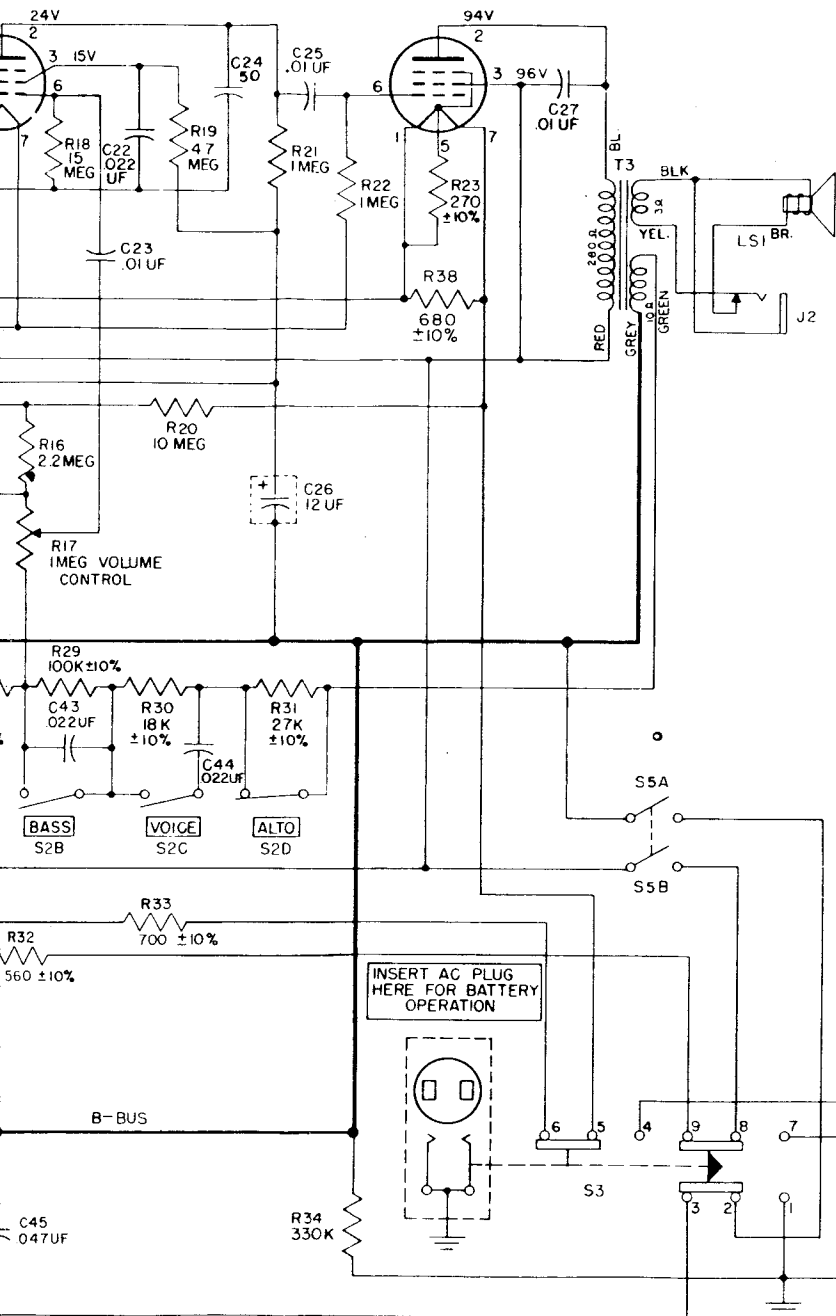 24V
2
3 15V
6
7
R18
15
MEG
C22
.022
UF
R19
4.7
MEG
C24
50
C25
.01UF
R21
1MEG
R22
1MEG
C23
.01UF
94V
2
3 96V
6
1
5
7
R23
270
±10%
C27
.01UF
BL.
T3
BLK
3Ω
YEL.
280Ω
10Ω
RED
GREY
GREEN
LS1
BR.
J2
R38
680
±10%
R20
10 MEG
R16
2.2MEG
R17
1MEG VOLUME
CONTROL
+
C26
12UF
R29
100K±10%
C43
.022UF
R30
18K
±10%
C44
.022UF
R31
27K
±10%
%
BASS
S2B
VOICE
S2C
ALTO
S2D
S5A
S5B
R33
700 ±10%
R32
560 ±10%
INSERT AC PLUG
HERE FOR BATTERY
OPERATION
B-BUS
6
5
4
9
8
7
S3
3
2
1
C45
.047UF
R34
330K